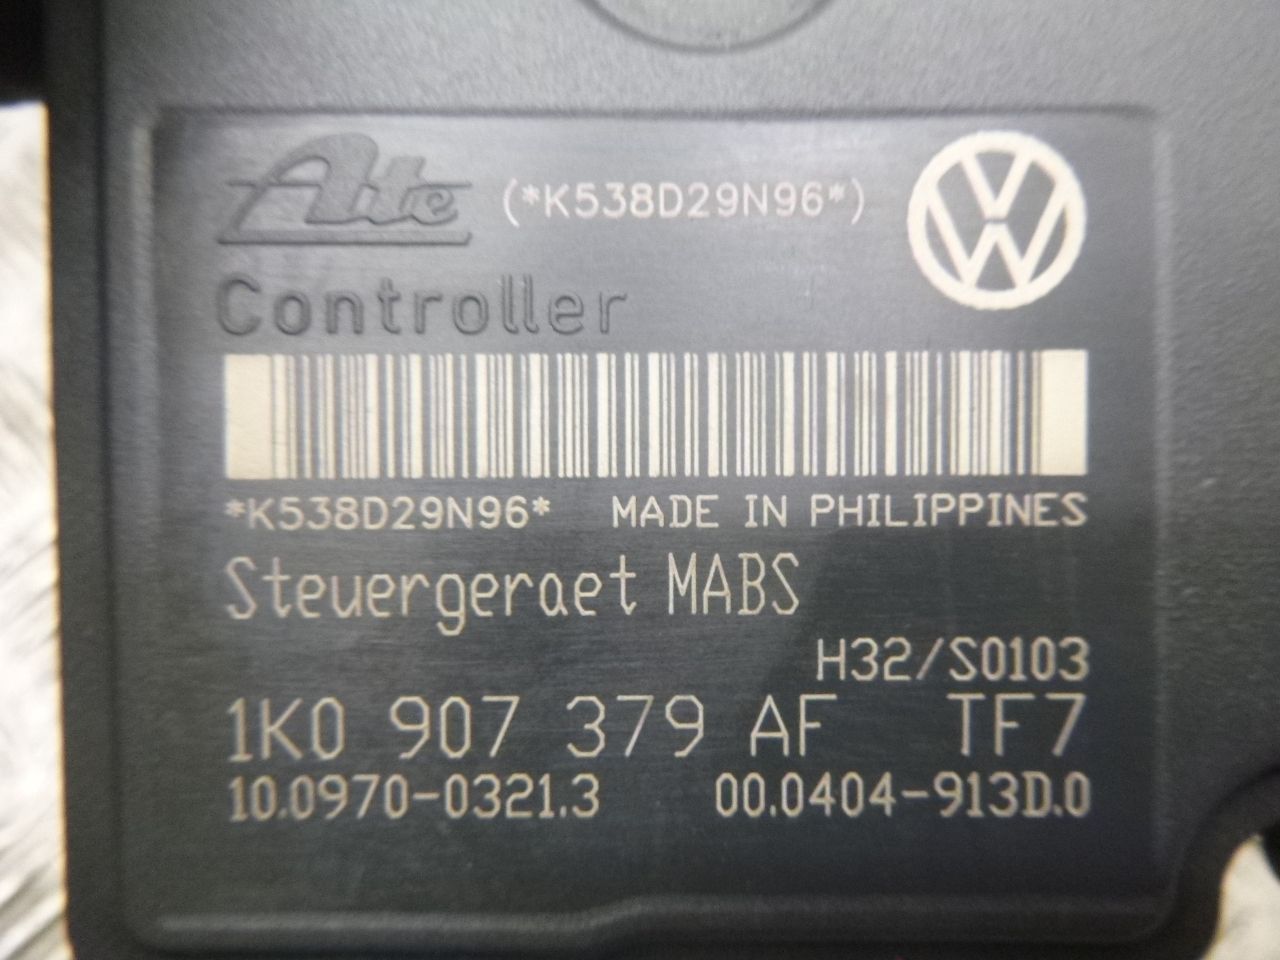 Ate (*K538D29N96*)
Controller
*K538D29N96* MADE IN PHILIPPINES
Steuergeraet MABS
H32/S0103
1K0 907 379 AF TF7
10.0970-0321.3 00.0404-913D.0